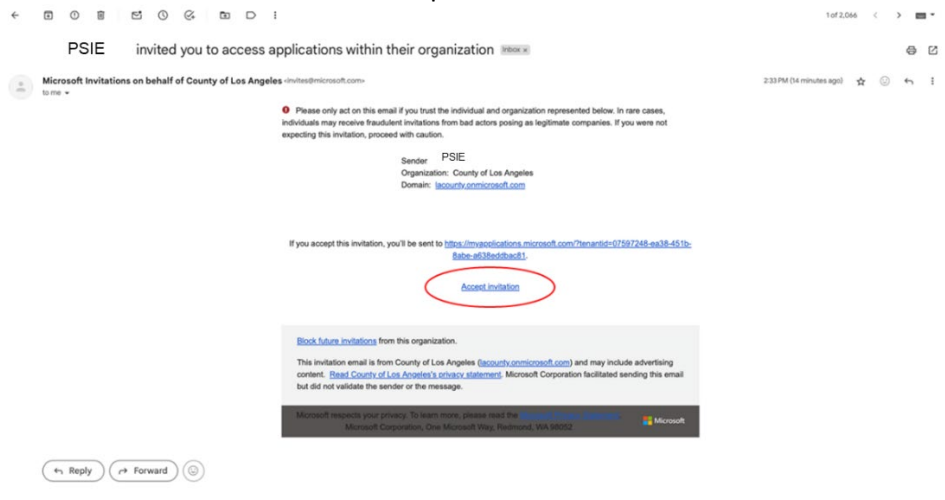 1 of 2,066
PSIE invited you to access applications within their organization Inbox x
Microsoft Invitations on behalf of County of Los Angeles <invites@microsoft.com>
2:33 PM (14 minutes ago)
to me
Please only act on this email if you trust the individual and organization represented below. In rare cases,
individuals may receive fraudulent invitations from bad actors posing as legitimate companies. If you were not
expecting this invitation, proceed with caution.
Sender PSIE
Organization: County of Los Angeles
Domain: lacounty.onmicrosoft.com
If you accept this invitation, you'll be sent to https://myapplications.microsoft.com/?tenantid=07597248-ea38-451b-
8abe-a638eddbac81.
Accept invitation
Block future invitations from this organization.
This invitation email is from County of Los Angeles (lacounty.onmicrosoft.com) and may include advertising
content. Read County of Los Angeles's privacy statement. Microsoft Corporation facilitated sending this email
but did not validate the sender or the message.
Microsoft respects your privacy. To learn more, please read the
Microsoft Corporation, One Microsoft Way, Redmond, WA 98052
Microsoft
Reply
Forward